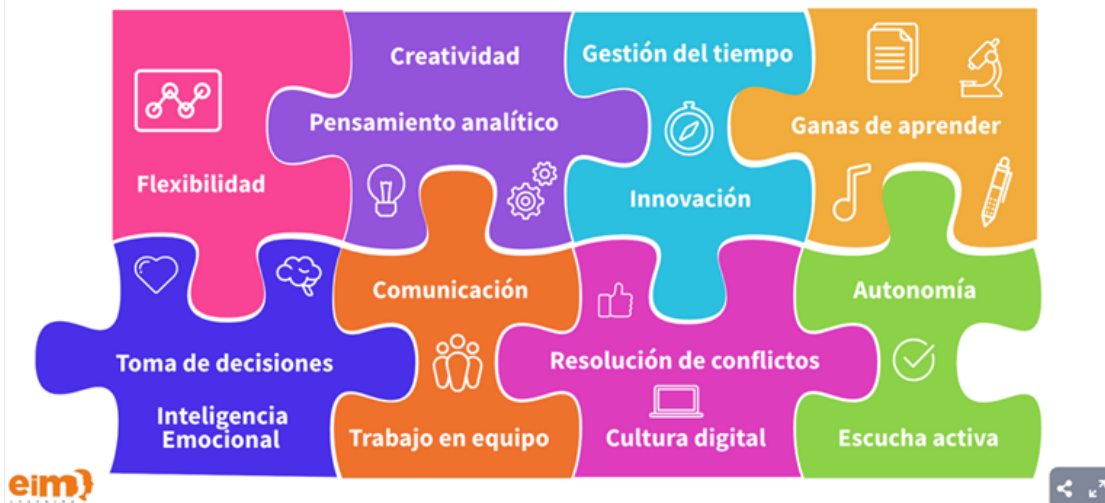 Creatividad
Gestión del tiempo
Pensamiento analítico
Ganas de aprender
Flexibilidad
Innovación
Comunicación
Autonomía
Toma de decisiones
Resolución de conflictos
Inteligencia
Emocional
Trabajo en equipo
Cultura digital
Escucha activa
eim